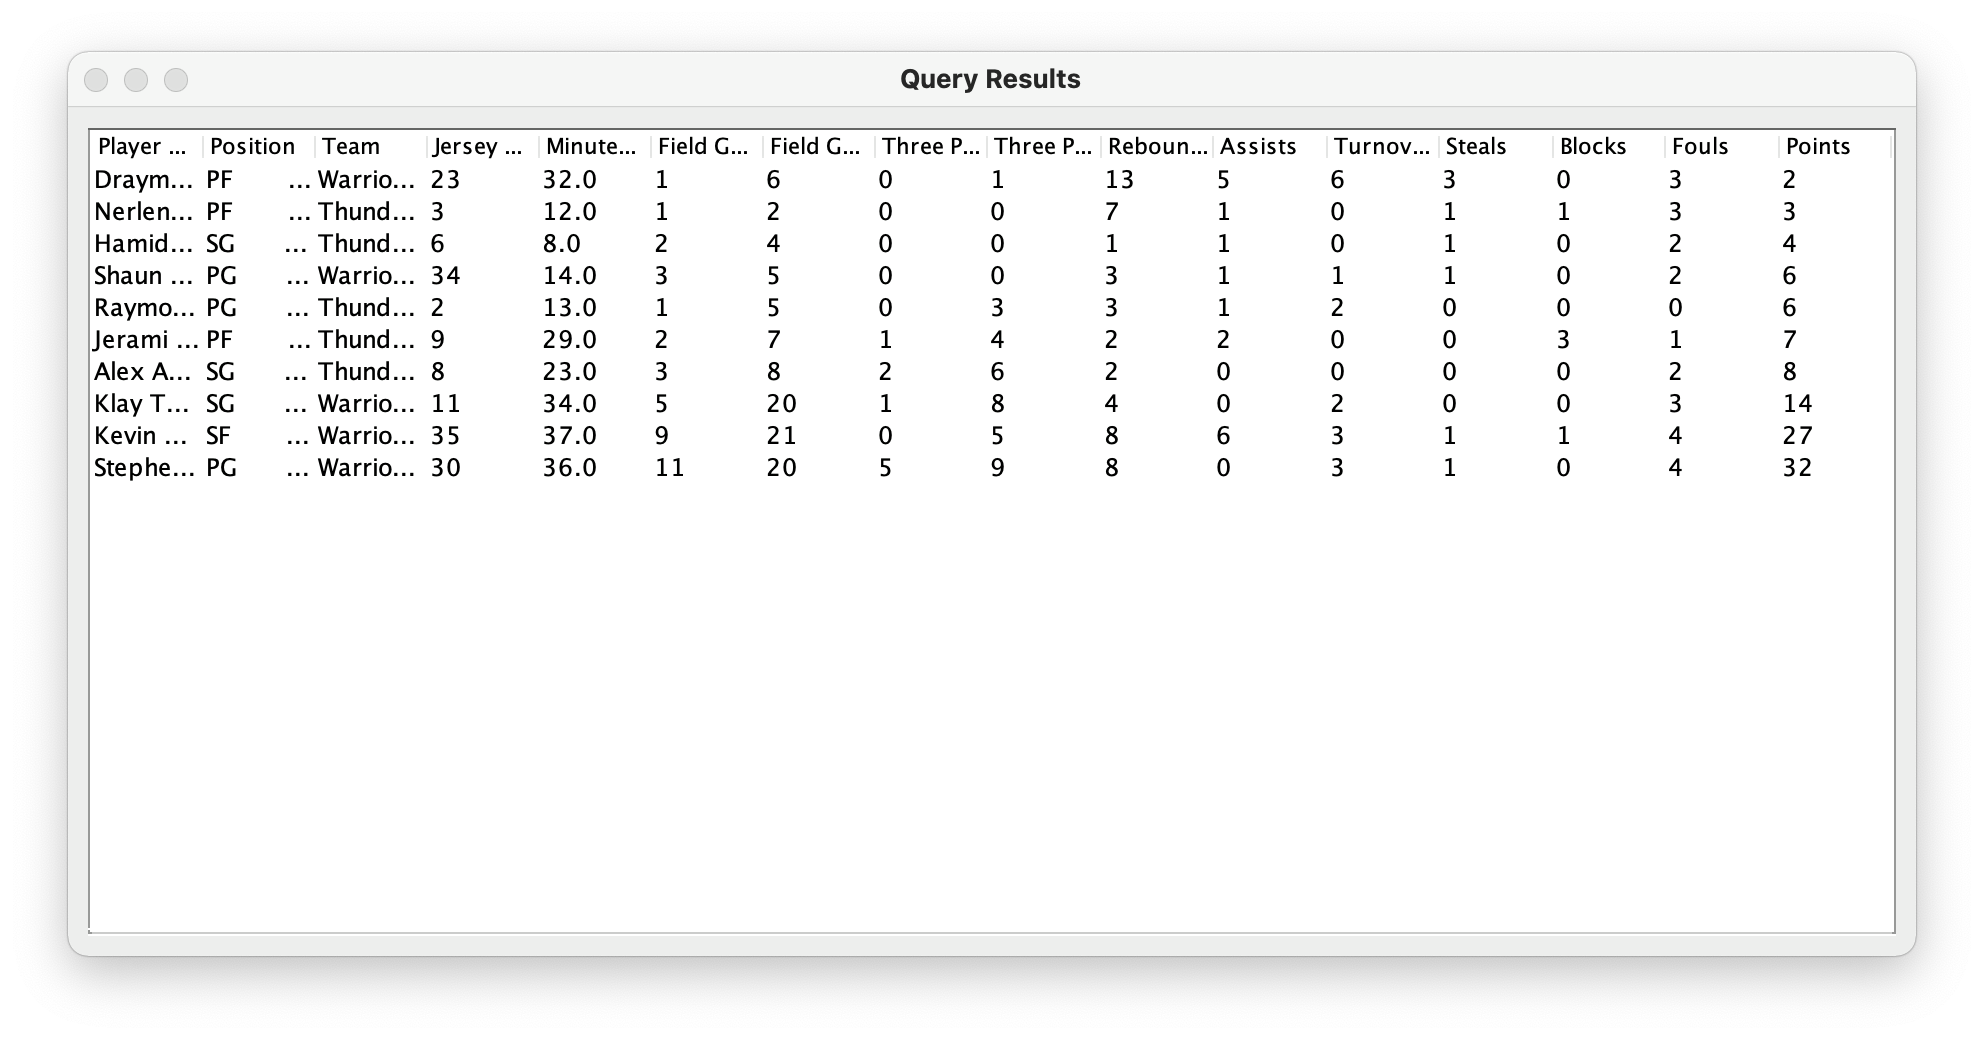 Query Results
Player ... Position Team Jersey ... Minute... Field G... Field G... Three P... Three P... Reboun... Assists Turnov... Steals Blocks Fouls Points
Draym... PF ... Warrio... 23 32.0 1 6 0 1 13 5 6 3 0 3 2
Nerlen... PF ... Thund... 3 12.0 1 2 0 0 7 1 0 1 1 3 3
Hamid... SG ... Thund... 6 8.0 2 4 0 0 1 1 0 1 0 2 4
Shaun ... PG ... Warrio... 34 14.0 3 5 0 0 3 1 1 1 0 2 6
Raymo... PG ... Thund... 2 13.0 1 5 0 3 3 1 2 0 0 0 6
Jerami ... PF ... Thund... 9 29.0 2 7 1 4 2 2 0 0 3 1 7
Alex A... SG ... Thund... 8 23.0 3 8 2 6 2 0 0 0 0 2 8
Klay T... SG ... Warrio... 11 34.0 5 20 1 8 4 0 2 0 0 3 14
Kevin ... SF ... Warrio... 35 37.0 9 21 0 5 8 6 3 1 1 4 27
Stephe... PG ... Warrio... 30 36.0 11 20 5 9 8 0 3 1 0 4 32